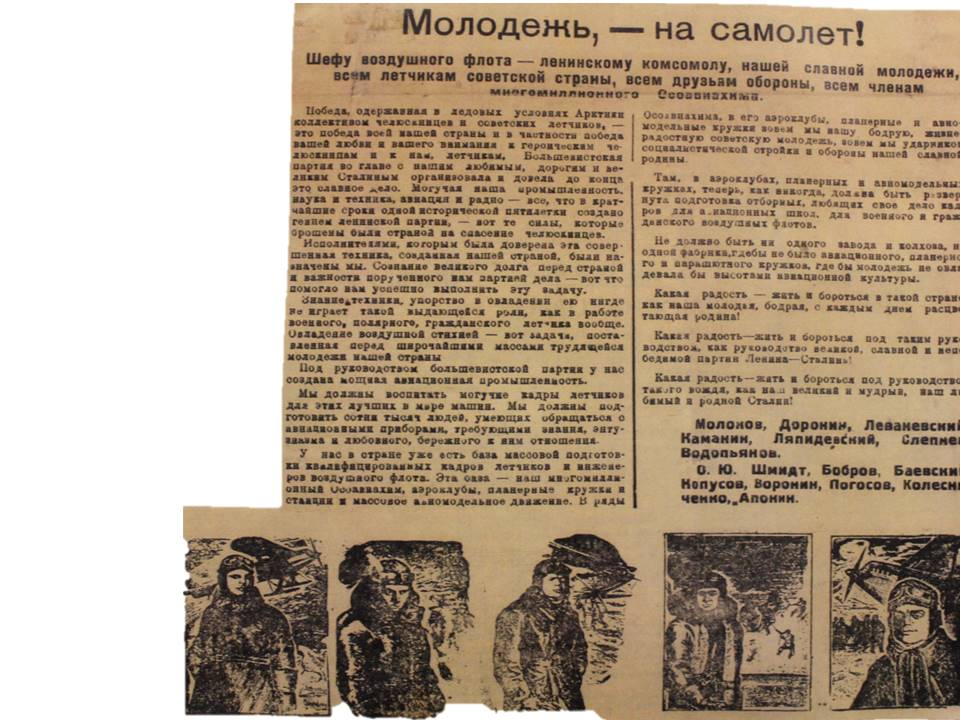 Молодежь, — на самолет!
Шефу воздушного флота — ленинскому комсомолу, нашей славной молодежи,
всем летчикам советской страны, всем друзьям обороны, всем членам
многомиллионного Осоавиахима.
Победа, одержанная в ледовых условиях Арктики
коллективом челюскинцев и советских летчиков, —
это победа всей нашей страны и в частности победа
вашей любви и вашего внимания к героическим че-
люскинцам и к нам, летчикам. Большевистская
партия во главе с нашим любимым, дорогим и ве-
ликим Сталиным организовала и довела до конца
это славное дело. Могучая наша промышленность,
наука и техника, авиация и радио — все, что в крат-
чайшие сроки одной исторической пятилетки создано
гением ленинской партии, — вот те силы, которые
брошены были страной на спасение челюскинцев.
Исполнителями, которым была доверена эта совер-
шенная техника, созданная нашей страной, были на-
значены мы. Сознание великого долга перед страной
и важности порученного нам партией дела — вот что
помогло нам успешно выполнить эту задачу.
Знание техники, упорство в овладении ею нигде
не играет такой выдающейся роли, как в работе
военного, полярного, гражданского летчика вообще.
Овладение воздушной стихией — вот задача, поста-
вленная перед широчайшими массами трудящейся
молодежи нашей страны
Под руководством большевистской партии у нас
создана мощная авиационная промышленность.
Мы должны воспитать могучие кадры летчиков
для этих лучших в мире машин. Мы должны под-
готовить сотни тысяч людей, умеющих обращаться с
авиационными приборами, требующими знания, энту-
зиазма и любовного, бережного к ним отношения.
У нас в стране уже есть база массовой подготов-
ки квалифицированных кадров летчиков и инжене-
ров воздушного флота. Эта база — наш многомилли-
онный Осоавиахим, аэроклубы, планерные кружки и
станции и массовое авиомодельное движение. В ряды
Осоавиахима, в его аэроклубы, планерные и авио-
модельные кружки зовем мы нашу бодрую, живне-
радостную советскую молодежь, зовем мы ударников
социалистической стройки и обороны нашей славной
родины.
Там, в аэроклубах, планерных и авиомодельных
кружках, теперь, как никогда, должна быть развер-
нута подготовка отборных, любящих свое дело кад-
ров для авиационных школ, для военного и граж-
данского воздушных флотов.
Не должно быть ни одного завода и колхоза, ни
одной фабрики, где бы не было авиационного, планерно-
го и парашютного кружков, где бы молодежь не овла-
девала бы высотами авиационной культуры.
Какая радость — жить и бороться в такой стране,
как наша молодая, бодрая, с каждым днем расцве-
тающая родина!
Какая радость—жить и бороться под таким руко-
водством, как руководство великой, славной и непо-
бедимой партии Ленина—Сталина!
Какая радость—жить и бороться под руководством
такого вождя, как наш великий и мудрый, наш лю-
бимый и родной Сталин!
Молоков, Доронин, Леваневский
Каманин, Ляпидевский, Слепнев
Водопьянов.
О. Ю. Шмидт, Бобров, Баевский
Копусов, Воронин, Погосов, Колесни-
ченко, Апонин.